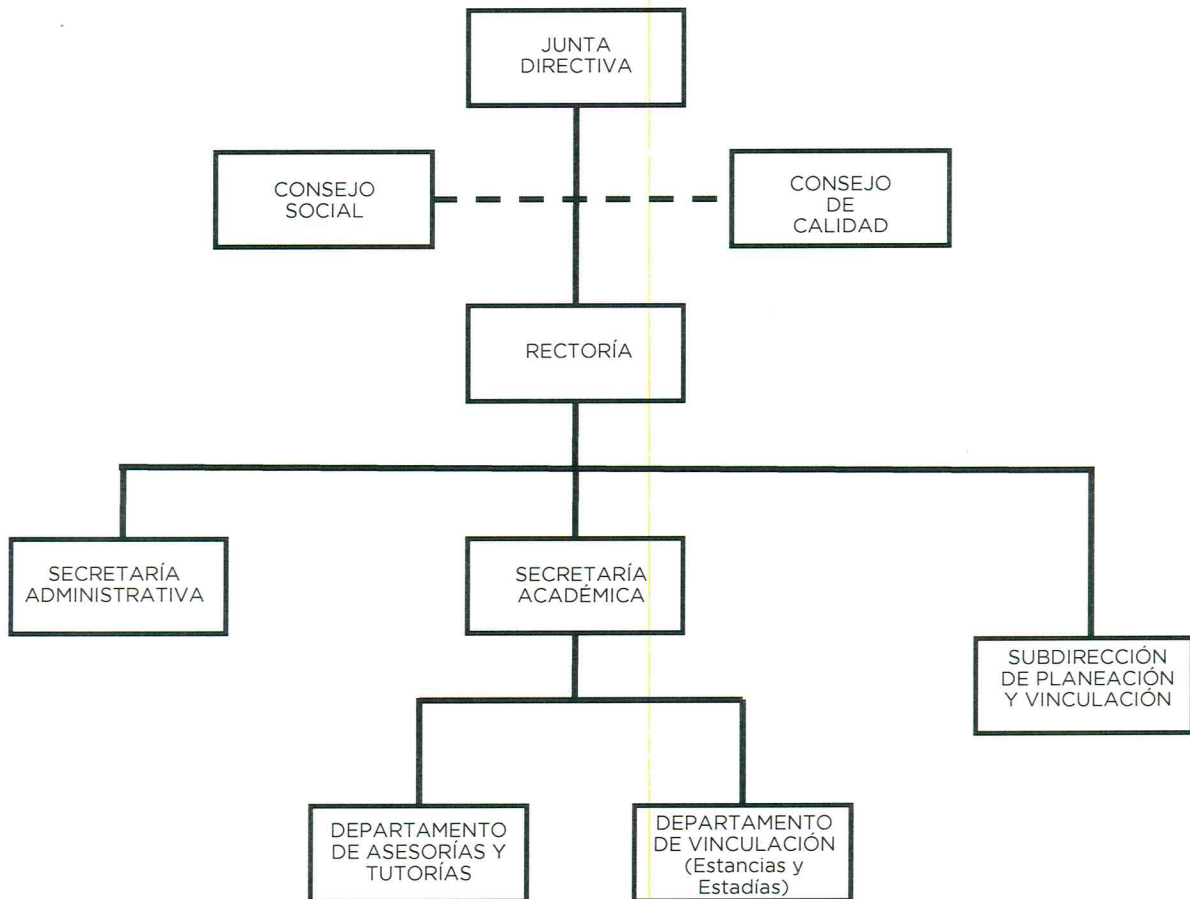 JUNTA
DIRECTIVA
CONSEJO
SOCIAL
CONSEJO
DE
CALIDAD
RECTORÍA
SECRETARÍA
ADMINISTRATIVA
SECRETARÍA
ACADÉMICA
SUBDIRECCIÓN
DE PLANEACIÓN
Y VINCULACIÓN
DEPARTAMENTO
DE ASESORÍAS Y
TUTORÍAS
DEPARTAMENTO
DE VINCULACIÓN
(Estancias y
Estadías)